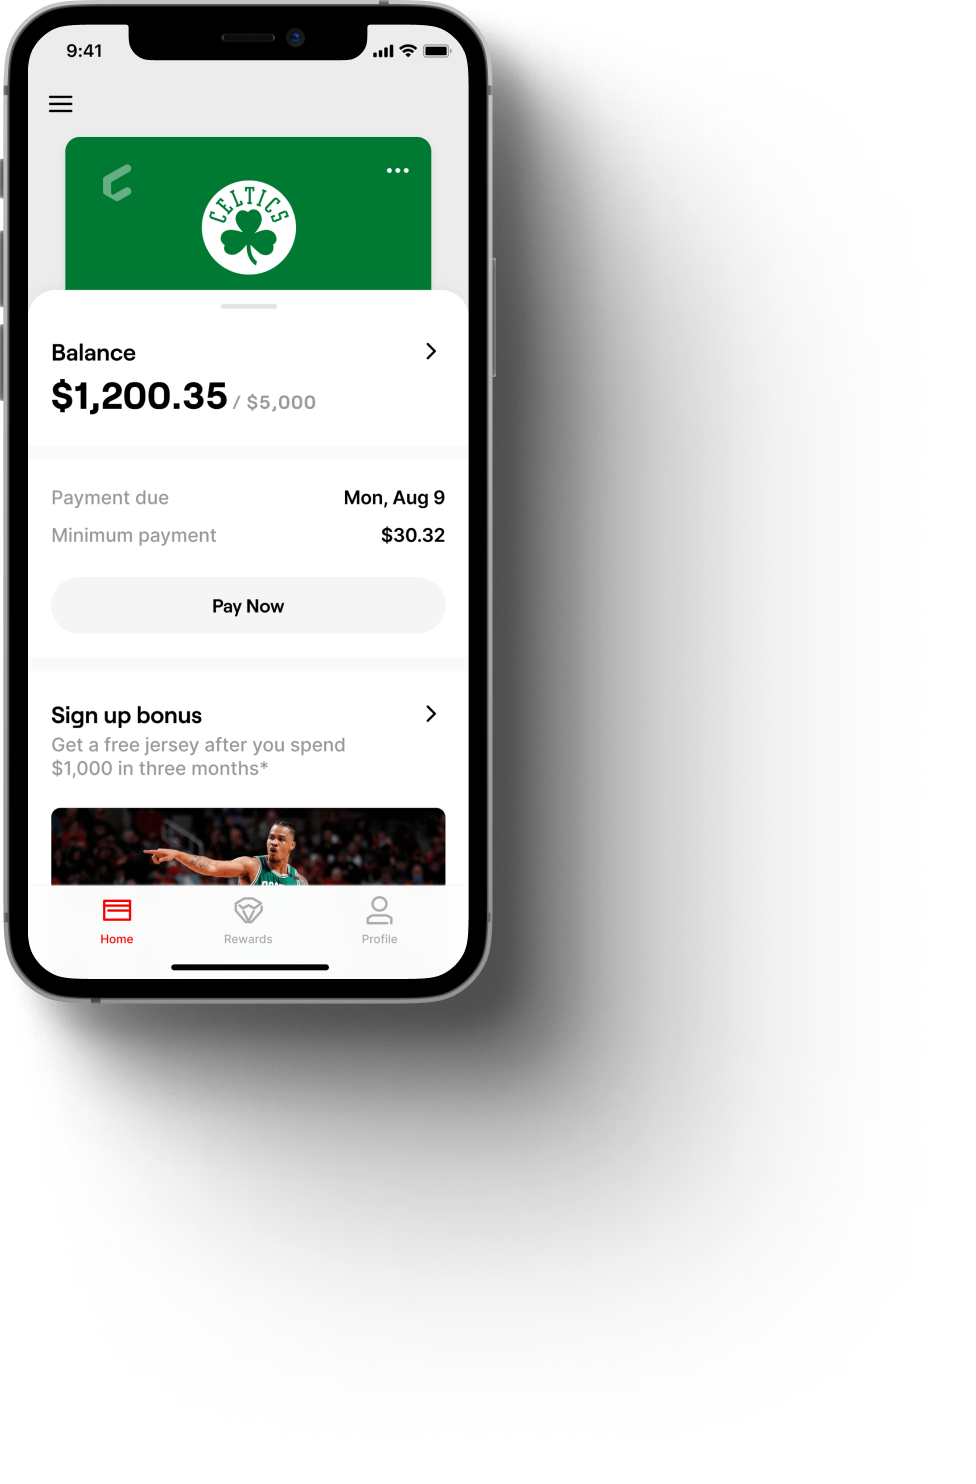 9:41
CELTICS
Balance
$1,200.35 / $5,000
Payment due Mon, Aug 9
Minimum payment $30.32
Pay Now
Sign up bonus
Get a free jersey after you spend
$1,000 in three months*
Home Rewards Profile